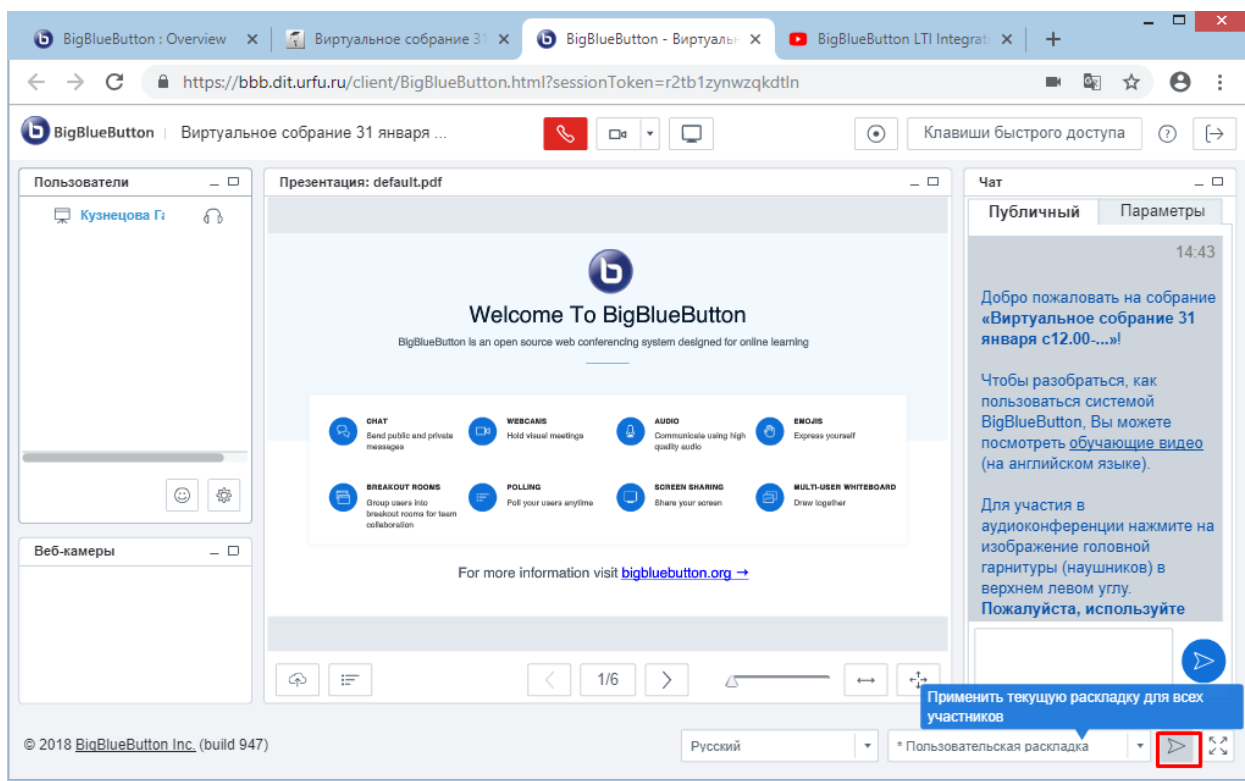 BigBlueButton : Overview
Виртуальное собрание 31
BigBlueButton - Виртуальн
BigBlueButton LTI Integrati
https://bbb.dit.urfu.ru/client/BigBlueButton.html?sessionToken=r2tb1zynwzqkdtln
BigBlueButton
Виртуальное собрание 31 января ...
Клавиши быстрого доступа
Пользователи
Кузнецова Га
Презентация: default.pdf
Welcome To BigBlueButton
BigBlueButton is an open source web conferencing system designed for online learning
CHAT
Send public and private
messages
WEBCAMS
Hold visual meetings
AUDIO
Communicate using high
quality audio
EMOJIS
Express yourself
BREAKOUT ROOMS
Group users into
breakout rooms for team
collaboration
POLLING
Poll your users anytime
SCREEN SHARING
Share your screen
MULTI-USER WHITEBOARD
Draw together
For more information visit bigbluebutton.org →
1/6
Веб-камеры
Чат
Публичный
Параметры
14:43
Добро пожаловать на собрание
«Виртуальное собрание 31
января с12.00-...»!
Чтобы разобраться, как
пользоваться системой
BigBlueButton, Вы можете
посмотреть обучающие видео
(на английском языке).
Для участия в
аудиоконференции нажмите на
изображение головной
гарнитуры (наушников) в
верхнем левом углу.
Пожалуйста, используйте
Применить текущую раскладку для всех
участников
© 2018 BigBlueButton Inc. (build 947)
Русский
* Пользовательская раскладка